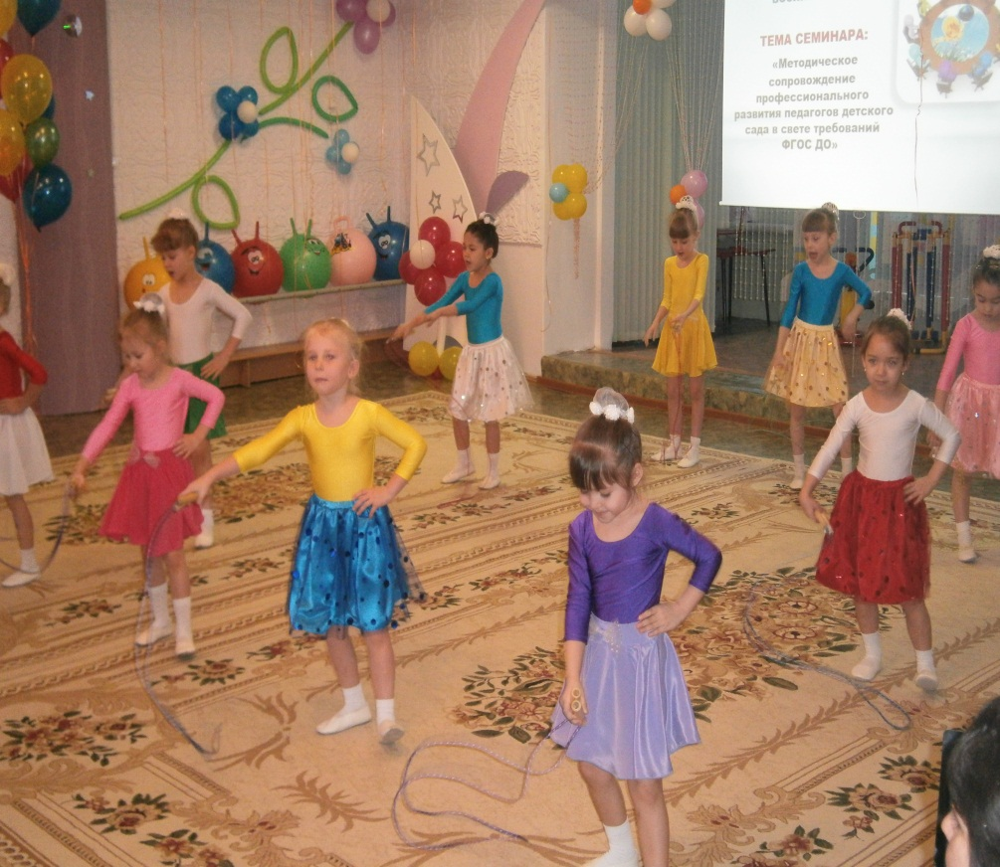 ТЕМА СЕМИНАРА:
«Методическое
сопровождение
профессионального
развития педагогов детского
сада в свете требований
ФГОС ДО»